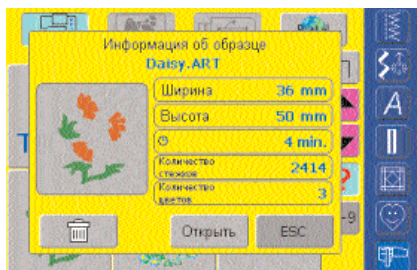 Информация об образце
Daisy.ART
Ширина 36 mm
Высота 50 mm
4 min.
Количество стежков 2414
Количество цветов 3
Открыть ESC
-9
A
T
?